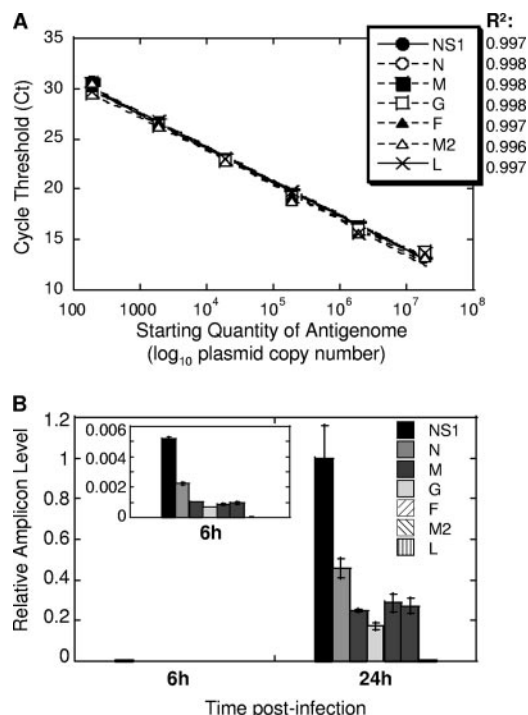 A
R²:
NS1 0.997
N 0.998
M 0.998
G 0.998
F 0.997
M2 0.996
L 0.997
Cycle Threshold (Ct)
35
30
25
20
15
10
100 1000 10⁴ 10⁵ 10⁶ 10⁷ 10⁸
Starting Quantity of Antigenome
(log₁₀ plasmid copy number)
B
Relative Amplicon Level
1.2
1
0.8
0.6
0.4
0.2
0
0.006
0.004
0.002
0
6h
NS1
N
M
G
F
M2
L
6h 24h
Time post-infection